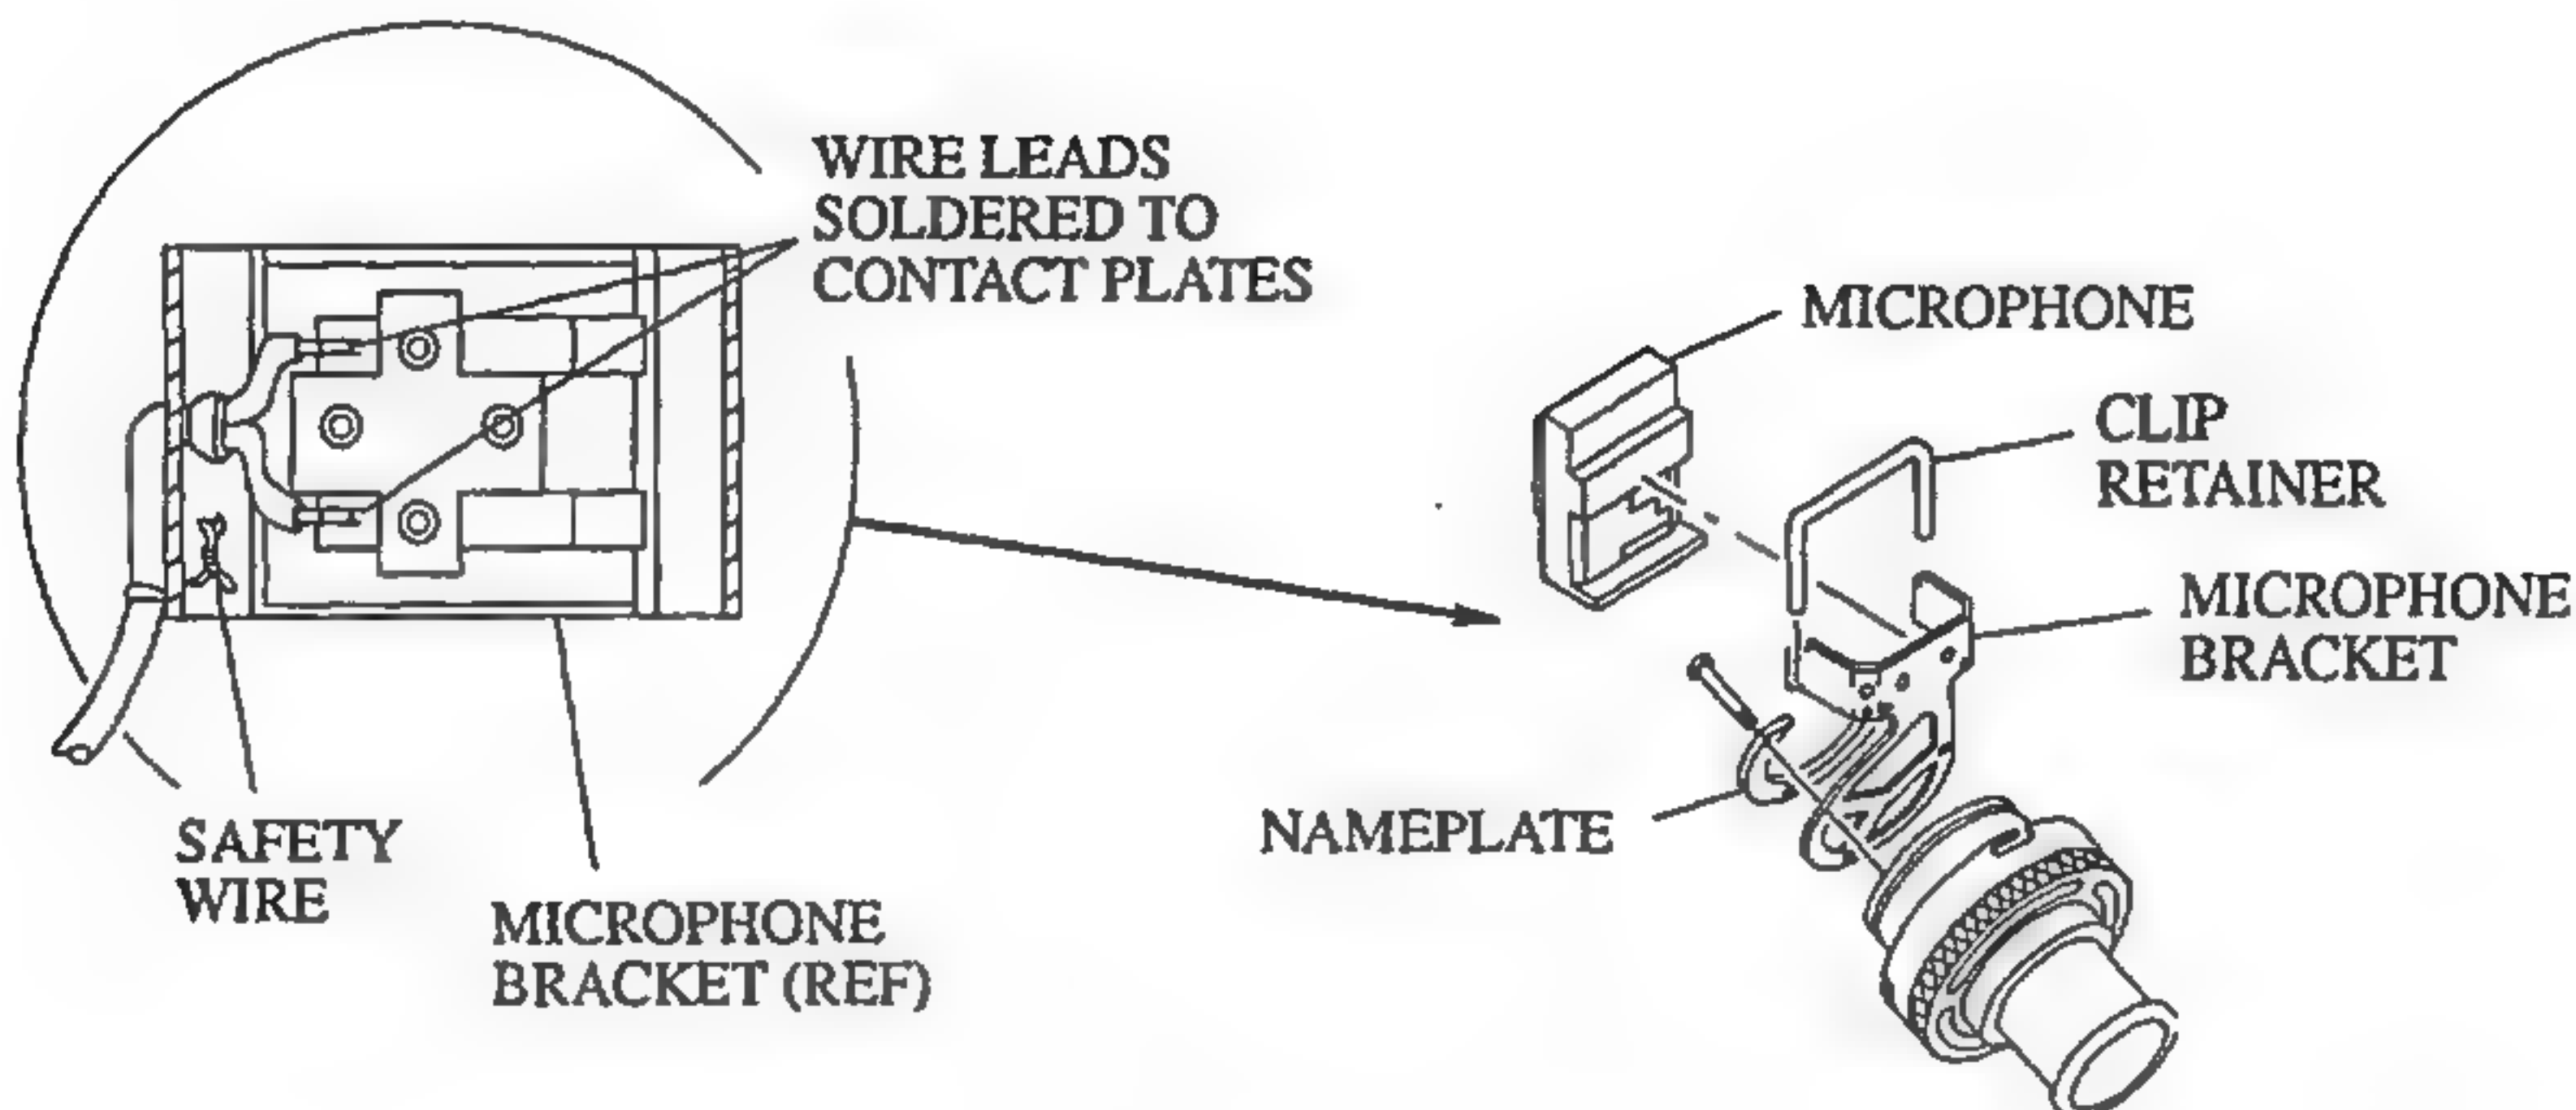 WIRE LEADS
SOLDERED TO
CONTACT PLATES
MICROPHONE
CLIP
RETAINER
MICROPHONE
BRACKET
NAMEPLATE
SAFETY
WIRE
MICROPHONE
BRACKET (REF)